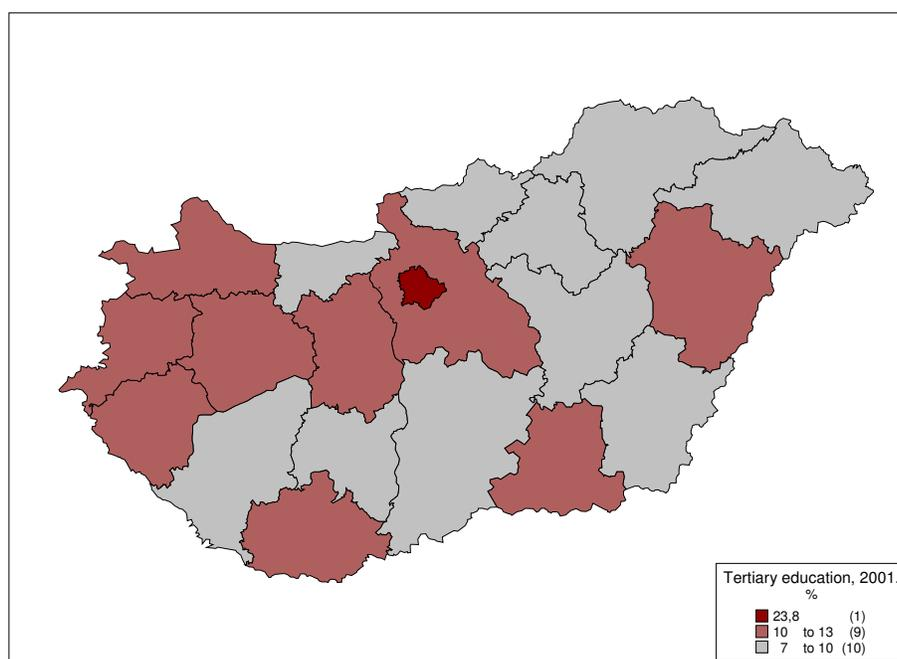 Tertiary education, 2001.
%
23,8 (1)
10 to 13 (9)
7 to 10 (10)